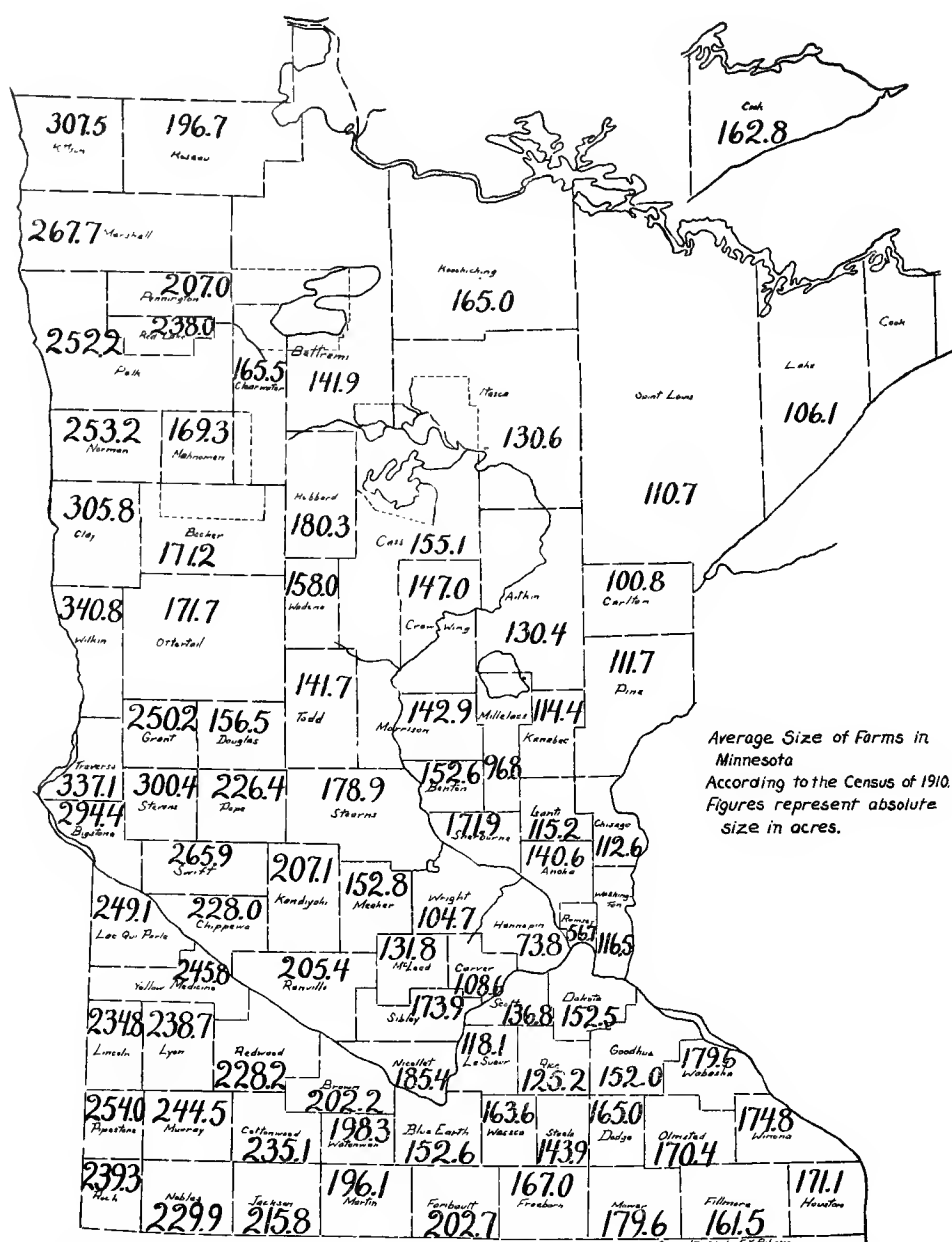 Cook
162.8
307.5
196.7
267.7 Marshall
Koochiching
165.0
207.0
Pennington
238.0
Red Lake
252.2
Polk
165.5
Clearwater
Beltrami
141.9
Cook
Lake
106.1
Itasca
130.6
Saint Louis
110.7
253.2
Norman
169.3
Mahnomen
305.8
Clay
Becker
171.2
Hubbard
180.3
Cass 155.1
340.8
Wilkin
171.7
Ottertail
158.0
Wadena
147.0
Crow Wing
Aitkin
130.4
100.8
Carlton
111.7
Pine
250.2
Grant
156.5
Douglas
141.7
Todd
142.9
Morrison
Millelacs
96.8
114.4
Kanabec
Average Size of Farms in
Minnesota
According to the Census of 1910.
Figures represent absolute
size in acres.
Traverse
337.1
294.4
Bigstone
300.4
Stevens
226.4
Pope
178.9
Stearns
152.6
Benton
171.9
Sherburne
Isanti
115.2
Chisago
112.6
140.6
Anoka
265.9
Swift
207.1
Kandiyohi
152.8
Meeker
Wright
104.7
Hennepin
73.8
Ramsey
56.7
Washing
ton
116.5
249.1
Lac Qui Parle
228.0
Chippewa
131.8
McLeod
Carver
108.6
245.8
Yellow Medicine
205.4
Renville
173.9
Sibley
Scott
136.8
Dakota
152.5
234.8
Lincoln
238.7
Lyon
Redwood
228.2
Nicollet
185.4
118.1
Le Sueur
Rice
125.2
Goodhue
152.0
179.6
Wabasha
Brown
202.2
254.0
Pipestone
244.5
Murray
Cottonwood
235.1
198.3
Watonwan
Blue Earth
152.6
163.6
Waseca
Steele
143.9
165.0
Dodge
Olmsted
170.4
174.8
Winona
239.3
Rock
Nobles
229.9
Jackson
215.8
196.1
Martin
Faribault
202.7
167.0
Freeborn
Mower
179.6
Fillmore
161.5
171.1
Houston